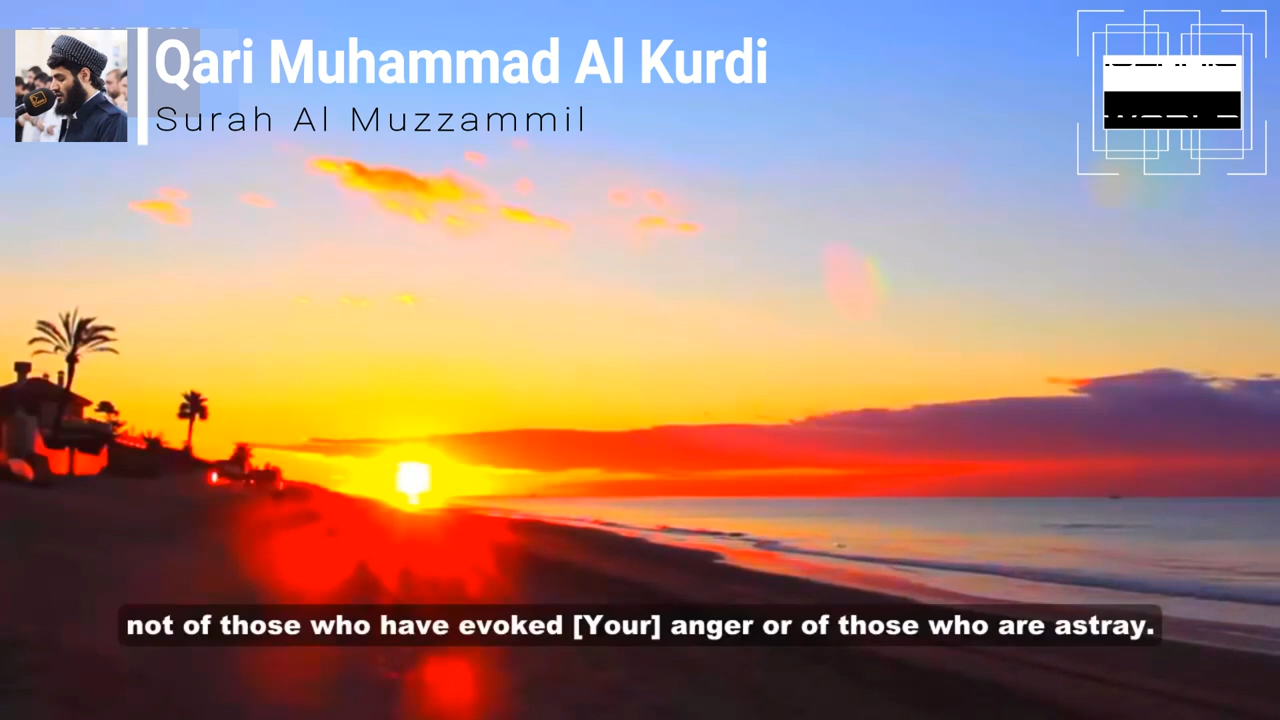 Qari Muhammad Al Kurdi
Surah Al Muzzammil
not of those who have evoked [Your] anger or of those who are astray.